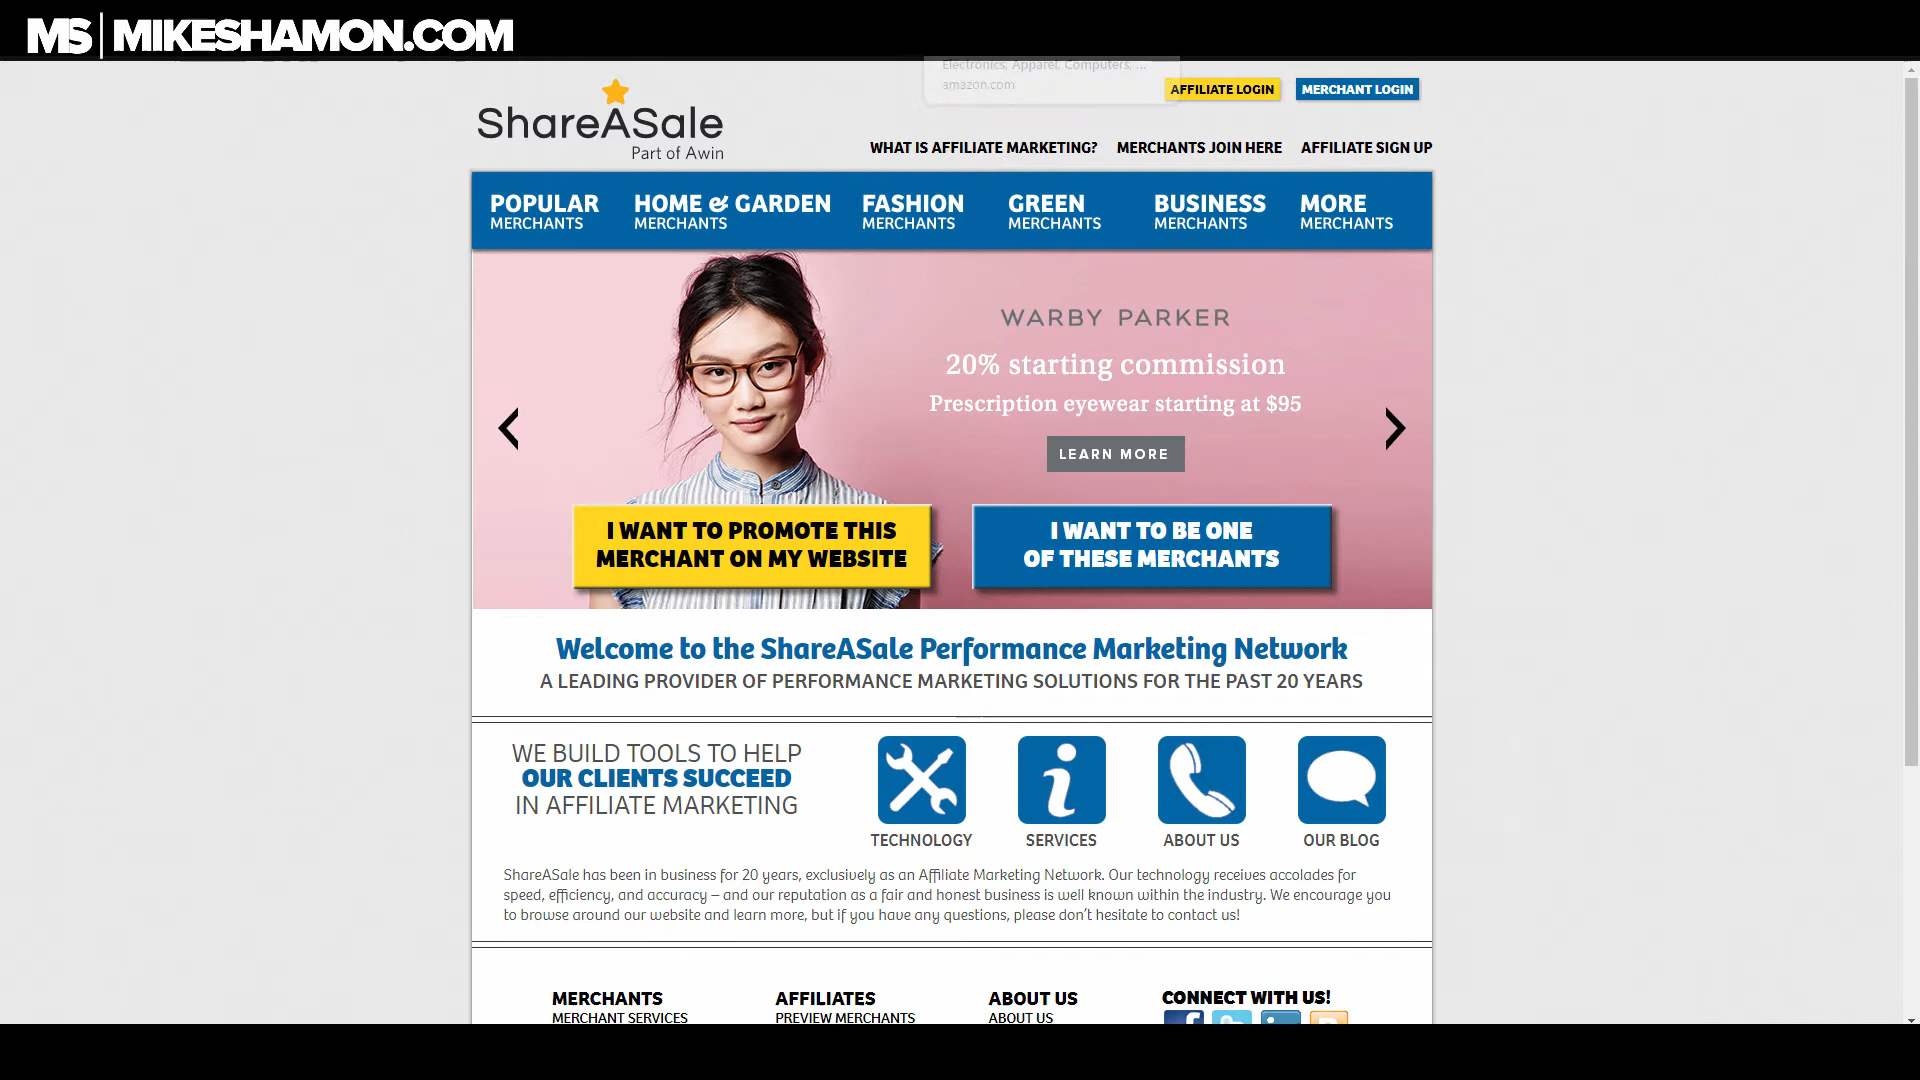 MS | MIKESHAMON.COM
Electronics, Apparel, Computers, ...
amazon.com
AFFILIATE LOGIN
MERCHANT LOGIN
ShareASale
Part of Awin
WHAT IS AFFILIATE MARKETING?
MERCHANTS JOIN HERE
AFFILIATE SIGN UP
POPULAR
MERCHANTS
HOME & GARDEN
MERCHANTS
FASHION
MERCHANTS
GREEN
MERCHANTS
BUSINESS
MERCHANTS
MORE
MERCHANTS
WARBY PARKER
20% starting commission
Prescription eyewear starting at $95
LEARN MORE
I WANT TO PROMOTE THIS
MERCHANT ON MY WEBSITE
I WANT TO BE ONE
OF THESE MERCHANTS
Welcome to the ShareASale Performance Marketing Network
A LEADING PROVIDER OF PERFORMANCE MARKETING SOLUTIONS FOR THE PAST 20 YEARS
WE BUILD TOOLS TO HELP
OUR CLIENTS SUCCEED
IN AFFILIATE MARKETING
TECHNOLOGY
SERVICES
ABOUT US
OUR BLOG
ShareASale has been in business for 20 years, exclusively as an Affiliate Marketing Network. Our technology receives accolades for
speed, efficiency, and accuracy – and our reputation as a fair and honest business is well known within the industry. We encourage you
to browse around our website and learn more, but if you have any questions, please don't hesitate to contact us!
MERCHANTS
MERCHANT SERVICES
AFFILIATES
PREVIEW MERCHANTS
ABOUT US
ABOUT US
CONNECT WITH US!